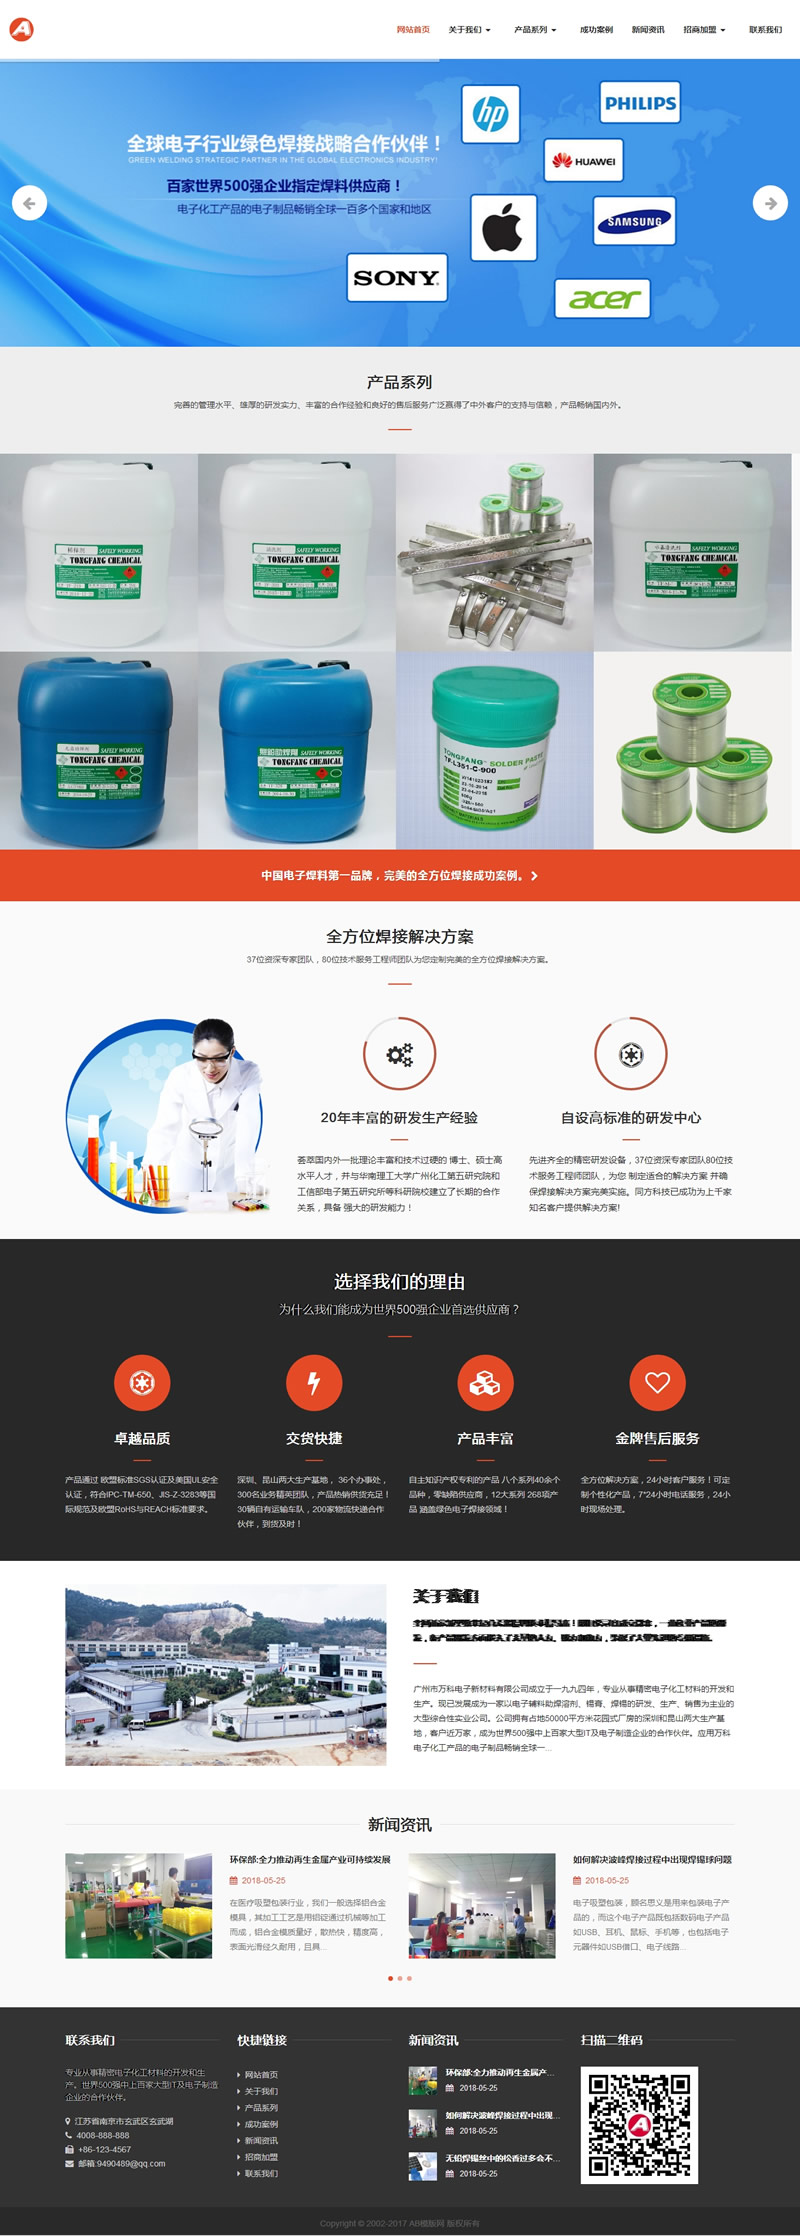 网站首页 关于我们 产品系列 成功案例 新闻资讯 招商加盟 联系我们
全球电子行业绿色焊接战略合作伙伴！
GREEN WELDING STRATEGIC PARTNER IN THE GLOBAL ELECTRONICS INDUSTRY!
百家世界500强企业指定焊料供应商！
电子化工产品的电子制品畅销全球一百多个国家和地区
hp
PHILIPS
HUAWEI
SAMSUNG
SONY
acer
产品系列
完善的管理水平、雄厚的研发实力、丰富的合作经验和良好的售后服务广泛赢得了中外客户的支持与信赖，产品畅销国内外。
SAFELY WORKING
TONGFANG CHEMICAL
SAFELY WORKING
TONGFANG CHEMICAL
SAFELY WORKING
TONGFANG CHEMICAL
SAFELY WORKING
TONGFANG CHEMICAL
SAFELY WORKING
TONGFANG CHEMICAL
TONGFANG SOLDER PASTE
TF-L351-C-900
中国电子焊料第一品牌，完美的全方位焊接成功案例。
全方位焊接解决方案
37位资深专家团队，80位技术服务工程师团队为您定制完美的全方位焊接解决方案。
20年丰富的研发生产经验
荟萃国内外一批理论丰富和技术过硬的 博士、硕士高
水平人才，并与华南理工大学广州化工第五研究院和
工信部电子第五研究所等科研院校建立了长期的合作
关系，具备 强大的研发能力！
自设高标准的研发中心
先进齐全的精密研发设备，37位资深专家团队80位技
术服务工程师团队，为您 制定适合的解决方案 并确
保焊接解决方案完美实施。同方科技已成功为上千家
知名客户提供解决方案!
选择我们的理由
为什么我们能成为世界500强企业首选供应商？
卓越品质
产品通过 欧盟标准SGS认证及美国UL安全
认证，符合IPC-TM-650、JIS-Z-3283等国
际规范及欧盟RoHS与REACH标准要求。
交货快捷
深圳、昆山两大生产基地， 36个办事处，
300名业务精英团队，产品热销供货充足！
30辆自有运输车队，200家物流快递合作
伙伴，到货及时！
产品丰富
自主知识产权专利的产品 八个系列40余个
品种，零缺陷供应商，12大系列 268项产
品 涵盖绿色电子焊接领域！
金牌售后服务
全方位解决方案，24小时客户服务！可定
制个性化产品，7*24小时电话服务，24小
时现场处理。
关于我们
广州市万科电子新材料有限公司成立于一九九四年，专业从事精密电子化工材料的开发和
生产。现已发展成为一家以电子辅料助焊溶剂、锡膏、焊锡的研发、生产、销售为主业的
大型综合性实业公司。公司拥有占地50000平方米花园式厂房的深圳和昆山两大生产基
地，客户近万家，成为世界500强中上百家大型IT及电子制造企业的合作伙伴。应用万科
电子化工产品的电子制品畅销全球一...
新闻资讯
环保部:全力推动再生金属产业可持续发展
2018-05-25
在医疗吸塑包装行业，我们一般选择铝合金
模具，其加工工艺是用铝锭通过机械等加工
而成，铝合金模质量好，散热快，精度高，
表面光滑经久耐用，且具...
如何解决波峰焊接过程中出现焊锡球问题
2018-05-25
电子吸塑包装，顾名思义是用来包装电子产
品的，而这个电子产品既包括数码电子产品
如USB、耳机、鼠标、手机等，也包括电子
元器件如USB借口、电子线路...
联系我们
专业从事精密电子化工材料的开发和生
产。世界500强中上百家大型IT及电子制造
企业的合作伙伴。
江苏省南京市玄武区玄武湖
4008-888-888
+86-123-4567
邮箱:9490489@qq.com
快捷链接
网站首页
关于我们
产品系列
成功案例
新闻资讯
招商加盟
联系我们
新闻资讯
环保部:全力推动再生金属产...
2018-05-25
如何解决波峰焊接过程中出现...
2018-05-25
无铅焊锡丝中的松香过多会不...
2018-05-25
扫描二维码
Copyright © 2002-2017 AB模版网 版权所有